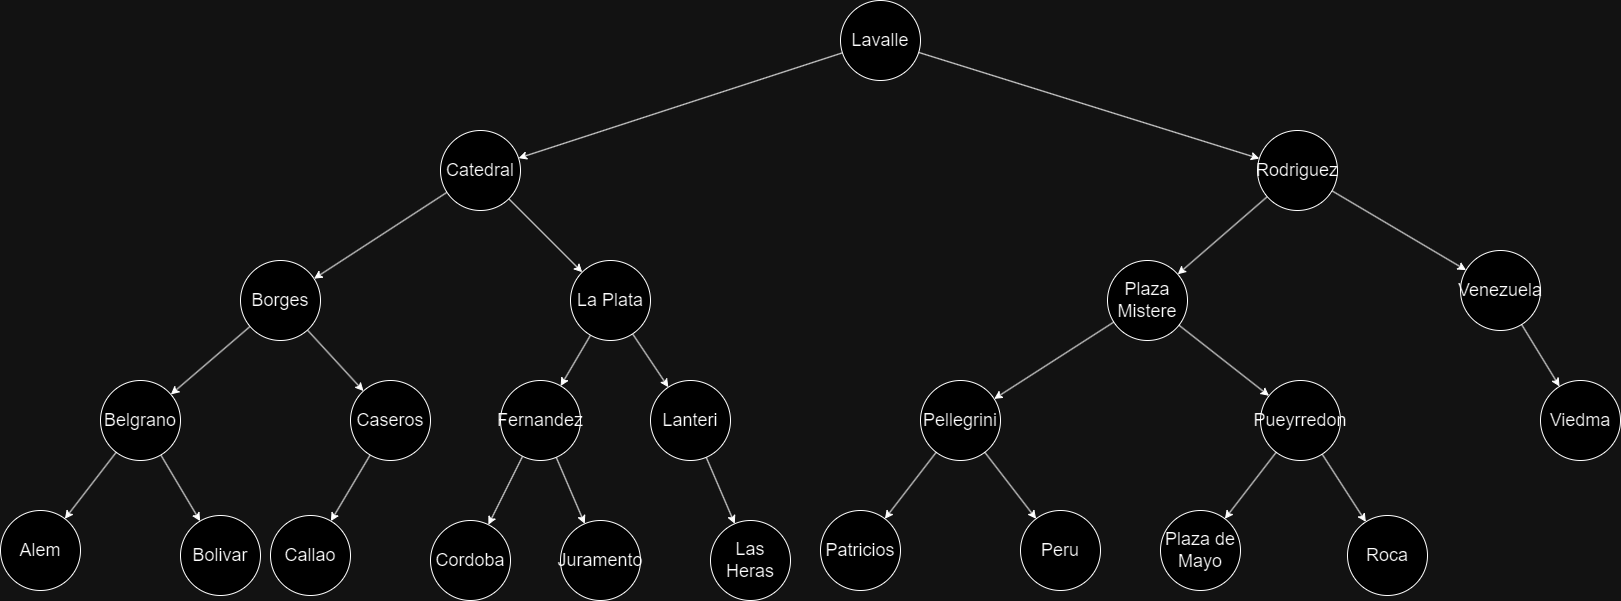 Lavalle
Catedral
Rodriguez
Borges
La Plata
Plaza
Mistere
Venezuela
Belgrano
Caseros
Fernandez
Lanteri
Pellegrini
Pueyrredon
Viedma
Alem
Bolivar
Callao
Cordoba
Juramento
Las
Heras
Patricios
Peru
Plaza de
Mayo
Roca